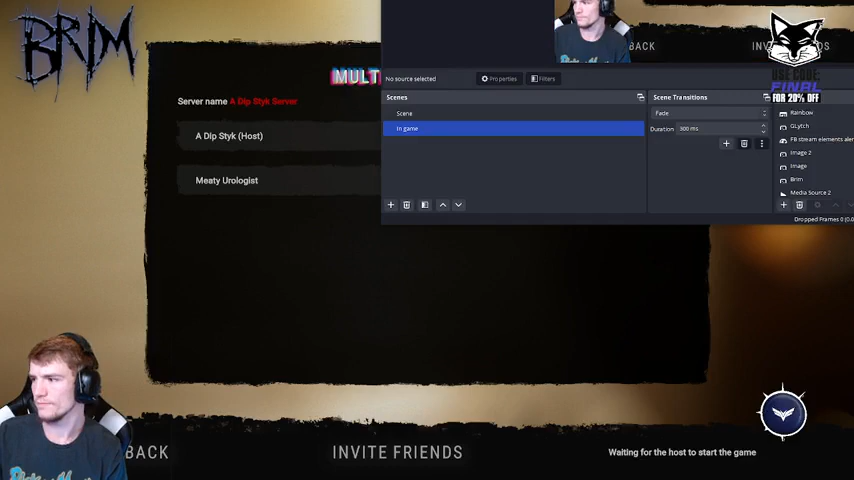 BRIM
MULT
Server name A Dip Styk Server
A Dip Styk (Host)
Meaty Urologist
BACK
INVITE FRIENDS
Waiting for the host to start the game
BACK
USE CODE:
FINAL
FOR 20% OFF
No source selected
Properties
Filters
Scenes
Scene
In game
Scene Transitions
Fade
Duration
300 ms
Rainbow
GLytch
FB stream elements aler
Image 2
Image
Brim
Media Source 2
Dropped Frames 0 (0.0